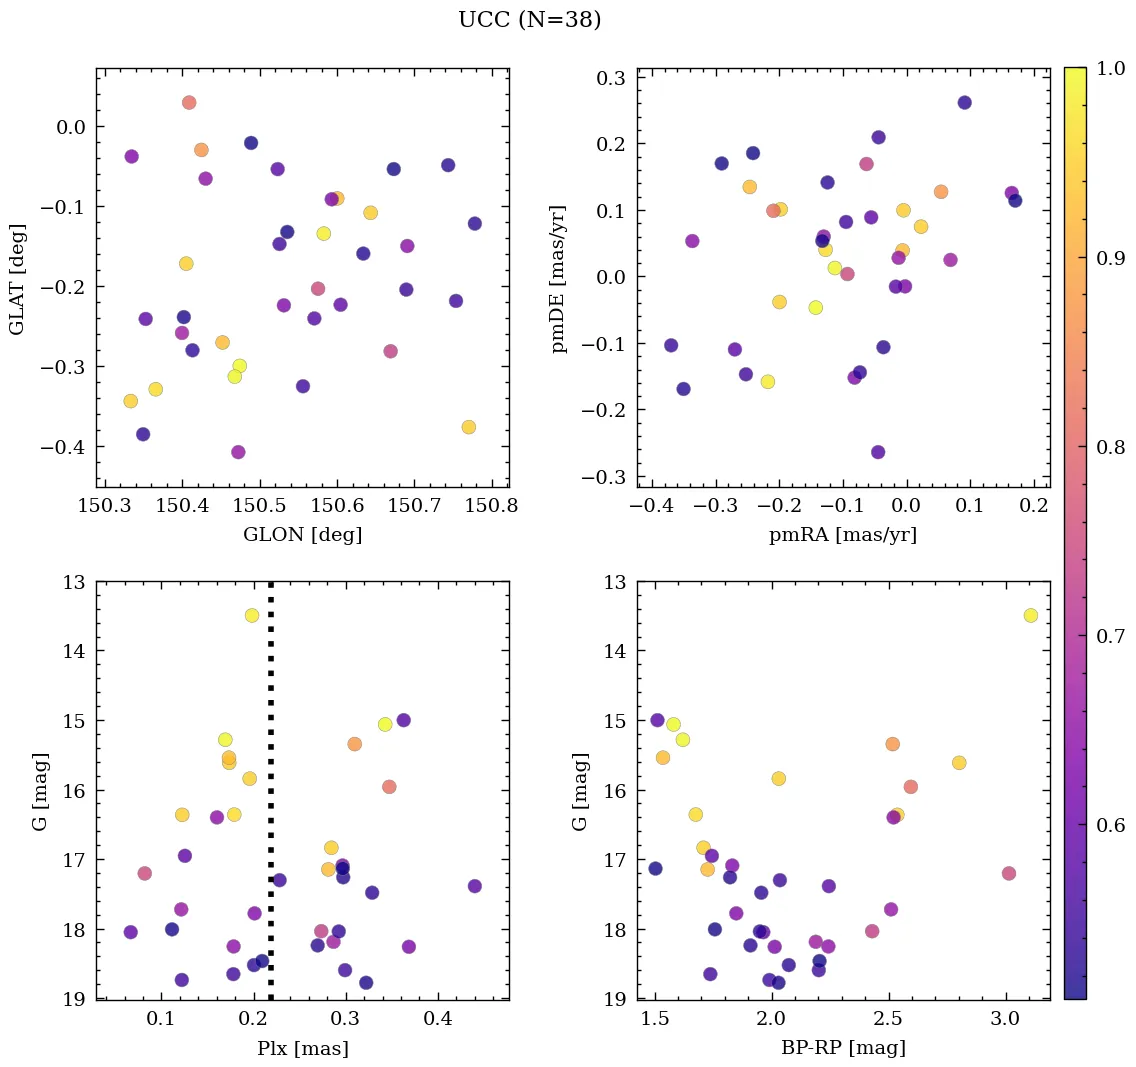 UCC (N=38)
0.0
−0.1
−0.2
−0.3
−0.4
GLAT [deg]
150.3 150.4 150.5 150.6 150.7 150.8
GLON [deg]
0.3
0.2
0.1
0.0
−0.1
−0.2
−0.3
pmDE [mas/yr]
−0.4 −0.3 −0.2 −0.1 0.0 0.1 0.2
pmRA [mas/yr]
1.0
0.9
0.8
0.7
0.6
13
14
15
16
17
18
19
G [mag]
0.1 0.2 0.3 0.4
Plx [mas]
13
14
15
16
17
18
19
G [mag]
1.5 2.0 2.5 3.0
BP-RP [mag]